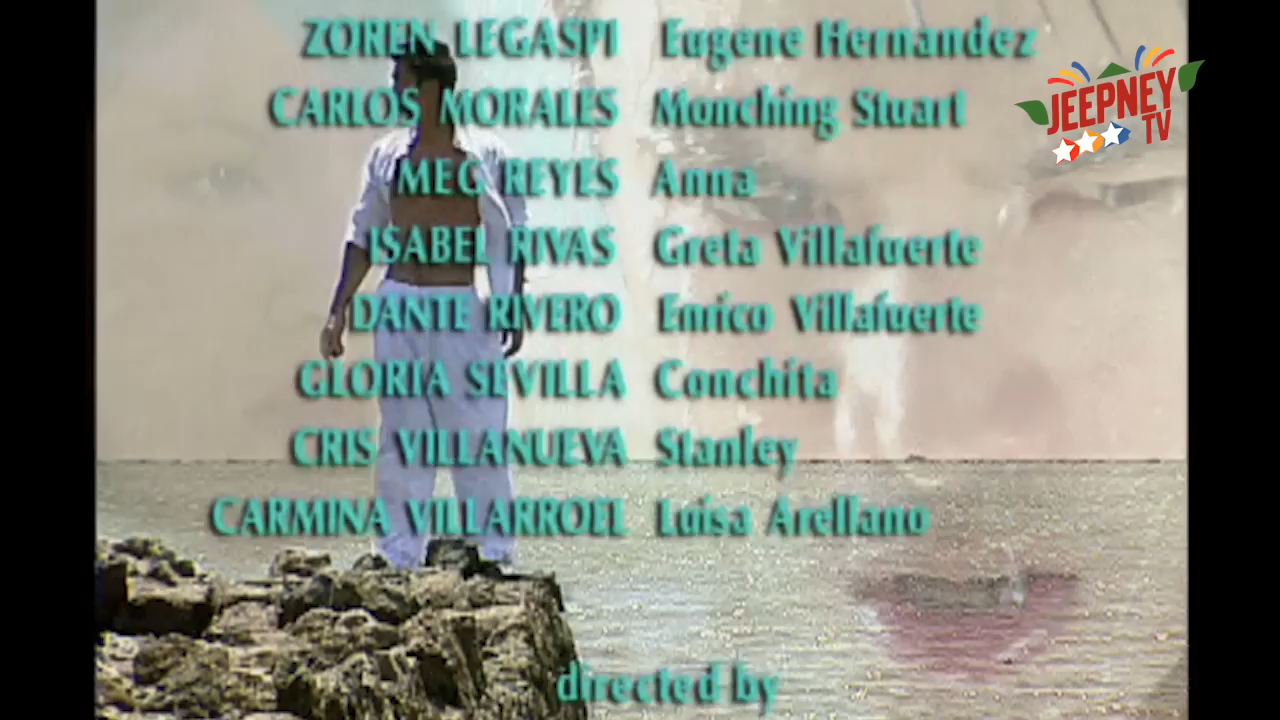 ZOREN LEGASPI Eugene Hernandez
CARLOS MORALES Monching Stuart
MEG REYES Anna
ISABEL RIVAS Greta Villafuerte
DANTE RIVERO Enrico Villafuerte
GLORIA SEVILLA Conchita
CRIS VILLANUEVA Stanley
CARMINA VILLARROEL Luisa Arellano
directed by
JEEPNEY
TV